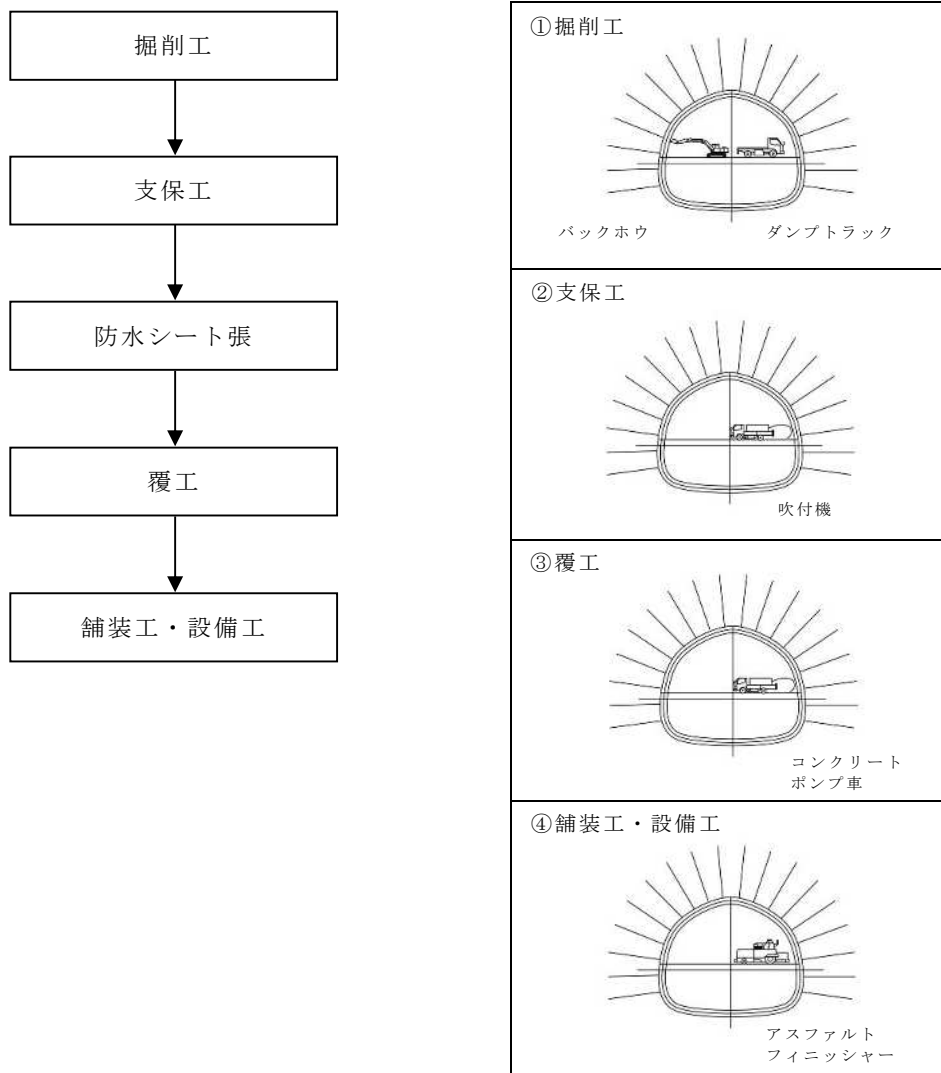 掘削工
支保工
防水シート張
覆工
舗装工・設備工
①掘削工
バックホウ
ダンプトラック
②支保工
吹付機
③覆工
コンクリート
ポンプ車
④舗装工・設備工
アスファルト
フィニッシャー